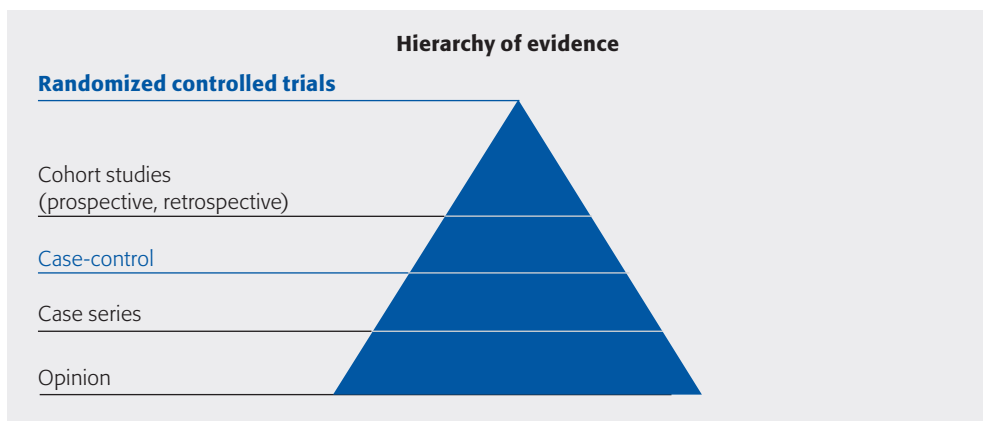 Hierarchy of evidence
Randomized controlled trials
Cohort studies
(prospective, retrospective)
Case-control
Case series
Opinion